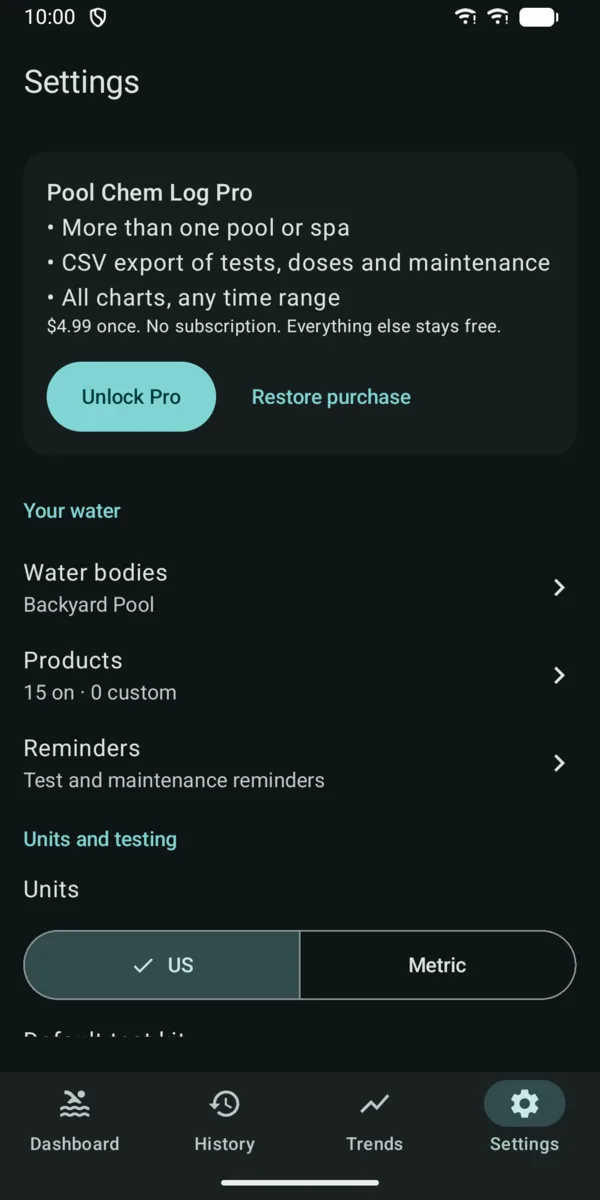 10:00
Settings
Pool Chem Log Pro
• More than one pool or spa
• CSV export of tests, doses and maintenance
• All charts, any time range
$4.99 once. No subscription. Everything else stays free.
Unlock Pro
Restore purchase
Your water
Water bodies
Backyard Pool
Products
15 on · 0 custom
Reminders
Test and maintenance reminders
Units and testing
Units
US
Metric
Default test kit
Dashboard
History
Trends
Settings